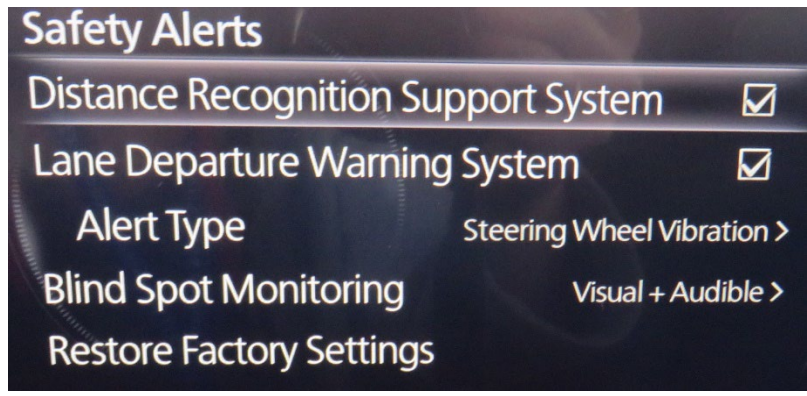 Safety Alerts
Distance Recognition Support System
Lane Departure Warning System
Alert Type Steering Wheel Vibration >
Blind Spot Monitoring Visual + Audible >
Restore Factory Settings